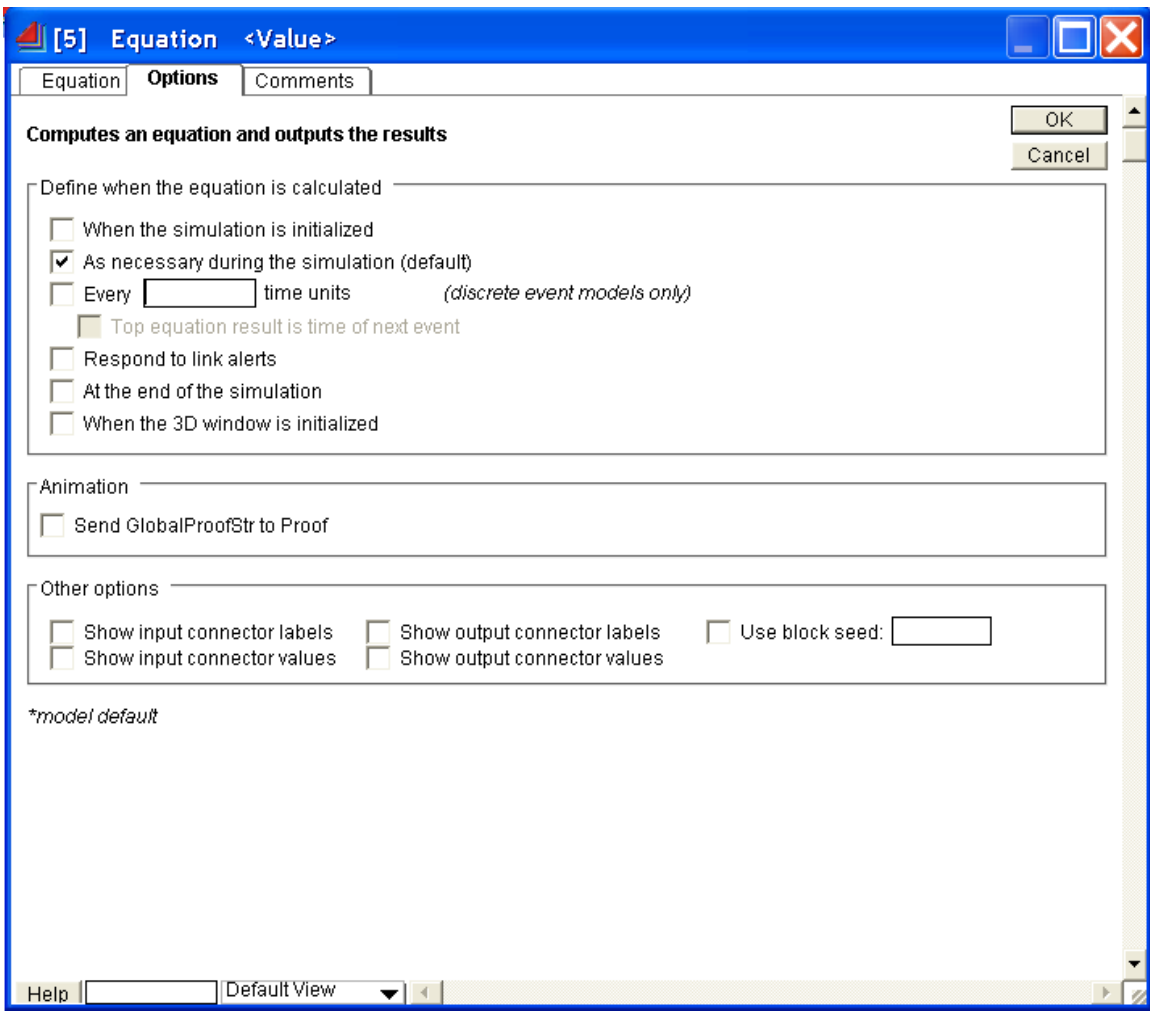 [5] Equation <Value>
Equation Options Comments
Computes an equation and outputs the results
OK
Cancel
Define when the equation is calculated
When the simulation is initialized
As necessary during the simulation (default)
Every time units (discrete event models only)
Top equation result is time of next event
Respond to link alerts
At the end of the simulation
When the 3D window is initialized
Animation
Send GlobalProofStr to Proof
Other options
Show input connector labels Show output connector labels Use block seed:
Show input connector values Show output connector values
*model default
Help Default View